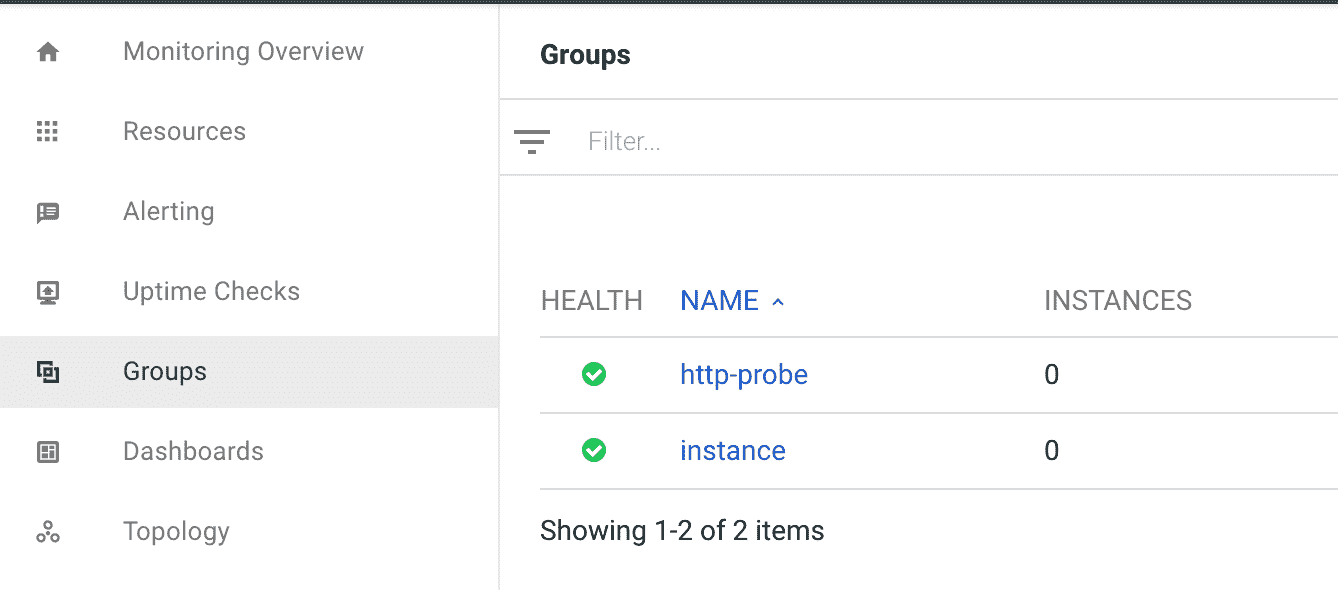 Monitoring Overview
Resources
Alerting
Uptime Checks
Groups
Dashboards
Topology
Groups
Filter...
HEALTH NAME INSTANCES
http-probe 0
instance 0
Showing 1-2 of 2 items